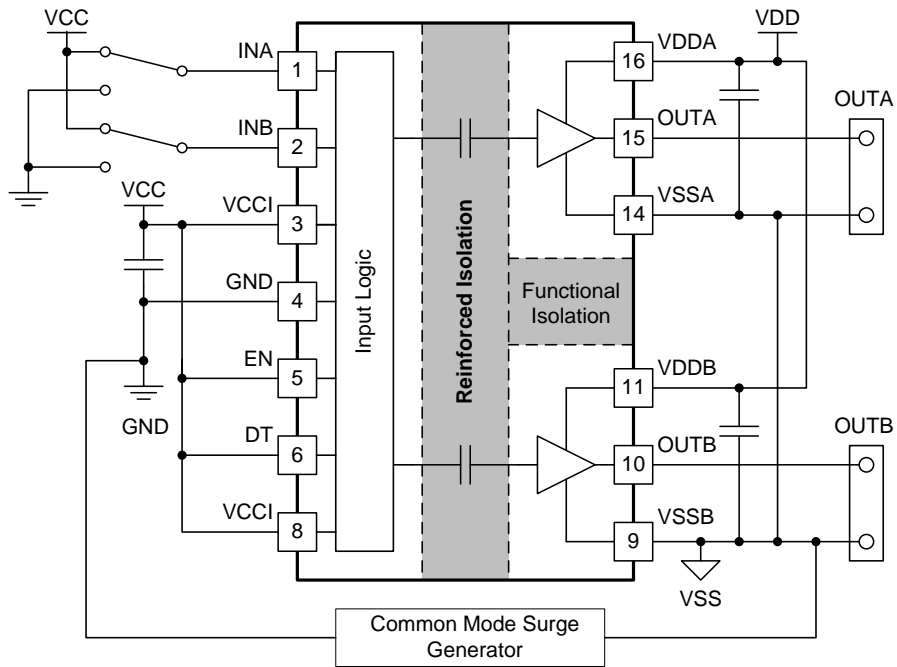 VCC
INA
1
INB
2
VCC
VCCI
3
GND
4
EN
5
GND
DT
6
VCCI
8
Input Logic
Reinforced Isolation
Functional
Isolation
VDDA
16
VDD
OUTA
15
OUTA
VSSA
14
VDDB
11
OUTB
10
OUTB
VSSB
9
VSS
Common Mode Surge
Generator